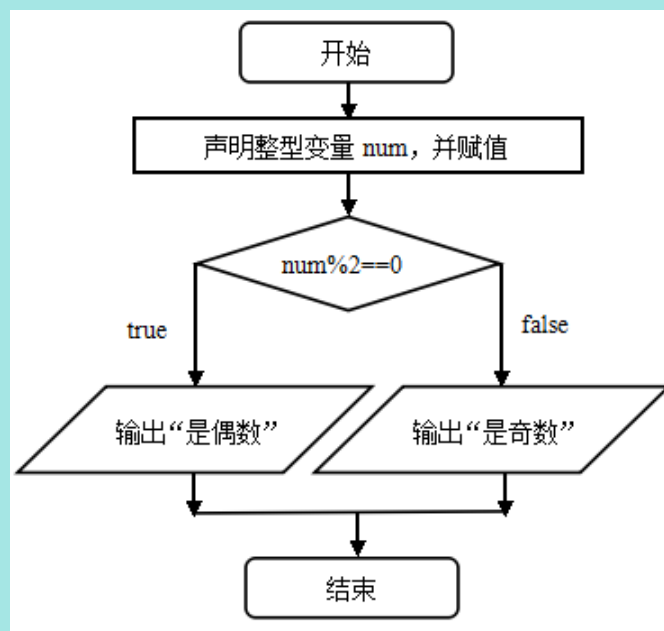 开始
声明整型变量 num，并赋值
num%2==0
true
false
输出“是偶数”
输出“是奇数”
结束